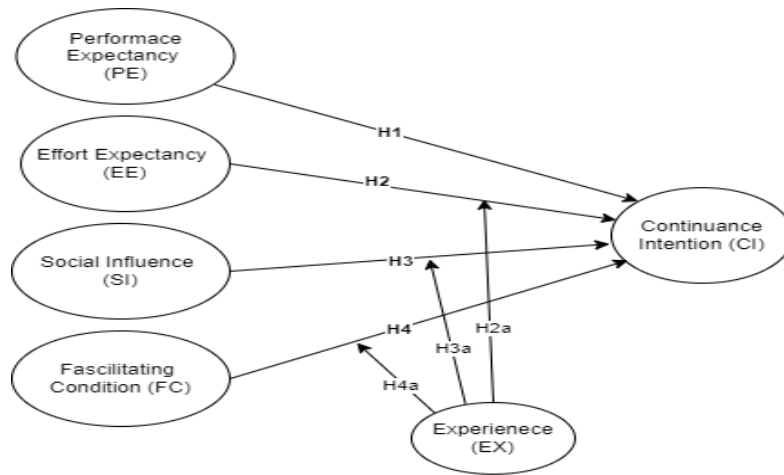 Performace
Expectancy
(PE)
H1
Effort Expectancy
(EE)
H2
Continuance
Intention (CI)
Social Influence
(SI)
H3
H4
H2a
H3a
Fascilitating
Condition (FC)
H4a
Experienece
(EX)